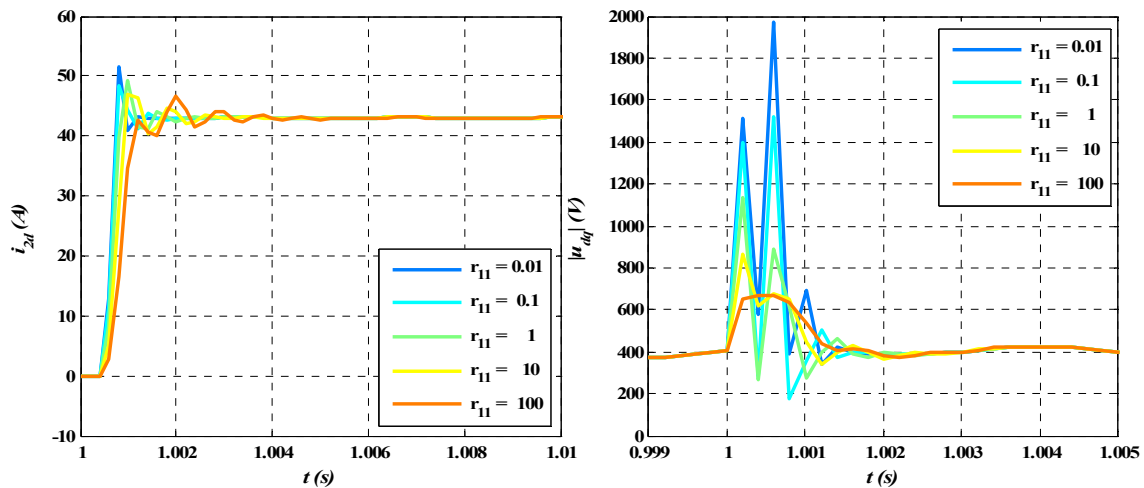 60
50
40
30
20
10
0
-10
1
1.002
1.004
1.006
1.008
1.01
i2d (A)
t (s)
r11 = 0.01
r11 = 0.1
r11 = 1
r11 = 10
r11 = 100
2000
1800
1600
1400
1200
1000
800
600
400
200
0
0.999
1
1.001
1.002
1.003
1.004
1.005
|udq| (V)
t (s)
r11 = 0.01
r11 = 0.1
r11 = 1
r11 = 10
r11 = 100